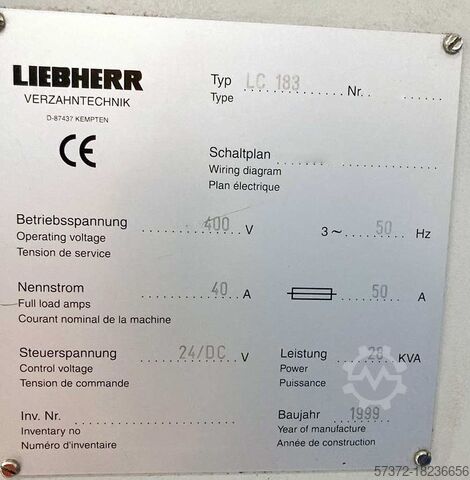 LIEBHERR
VERZAHNTECHNIK
D-87437 KEMPTEN
CE
Typ LC 183 Nr.
Type
Schaltplan
Wiring diagram
Plan électrique
Betriebsspannung 400 V 3~ 50 Hz
Operating voltage
Tension de service
Nennstrom 40 A 50 A
Full load amps
Courant nominal de la machine
Steuerspannung 24/DC V Leistung 28 KVA
Control voltage Power
Tension de commande Puissance
Inv. Nr. Baujahr 1999
Inventory no Year of manufacture
Numéro d'inventaire Année de construction
57372-18236656